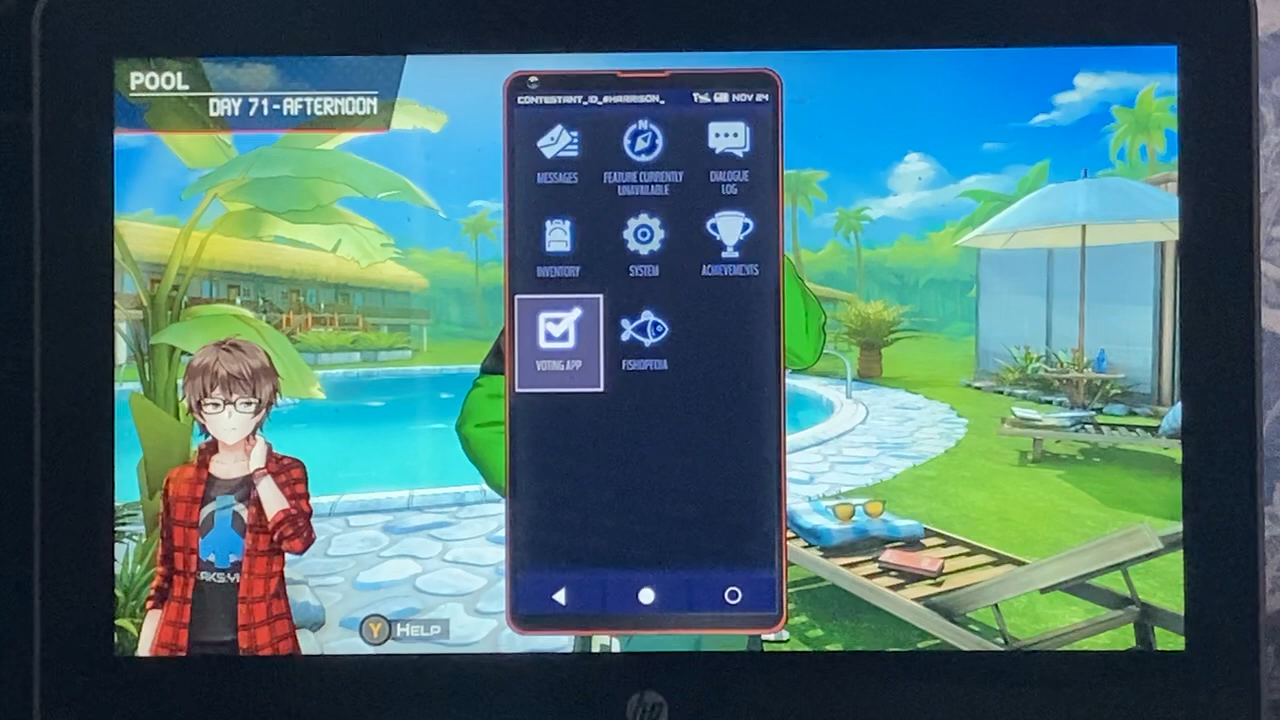 POOL
DAY 71-AFTERNOON
CONTESTANT_ID_#HARRISON_
NOV 24
MESSAGES
FEATURE CURRENTLY
UNAVAILABLE
DIALOGUE
LOG
INVENTORY
SYSTEM
ACHIEVEMENTS
VOTING APP
FISHOPEDIA
Y HELP
hp